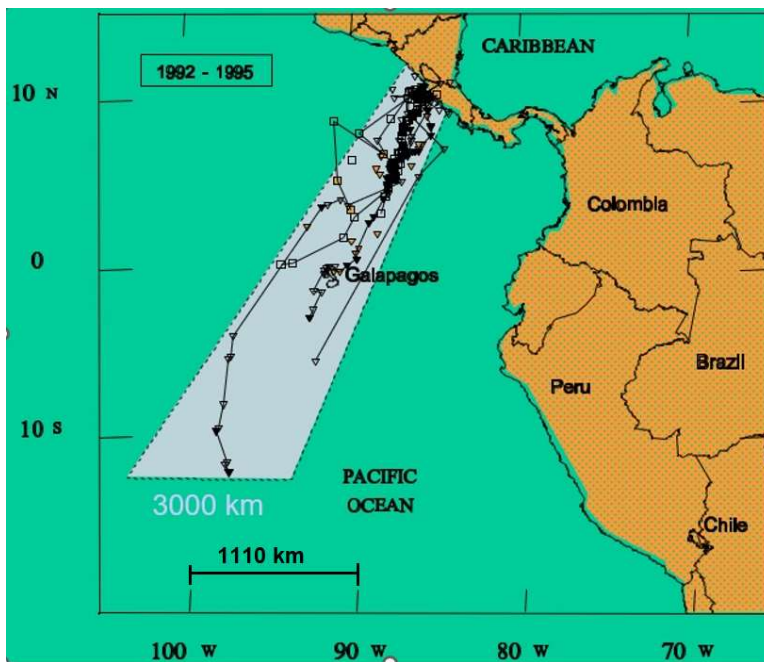 CARIBBEAN
1992 - 1995
10 N
Colombia
0
Galapagos
Brazil
Peru
10 S
PACIFIC
OCEAN
3000 km
Chile
1110 km
100 W
90 W
80 W
70 W